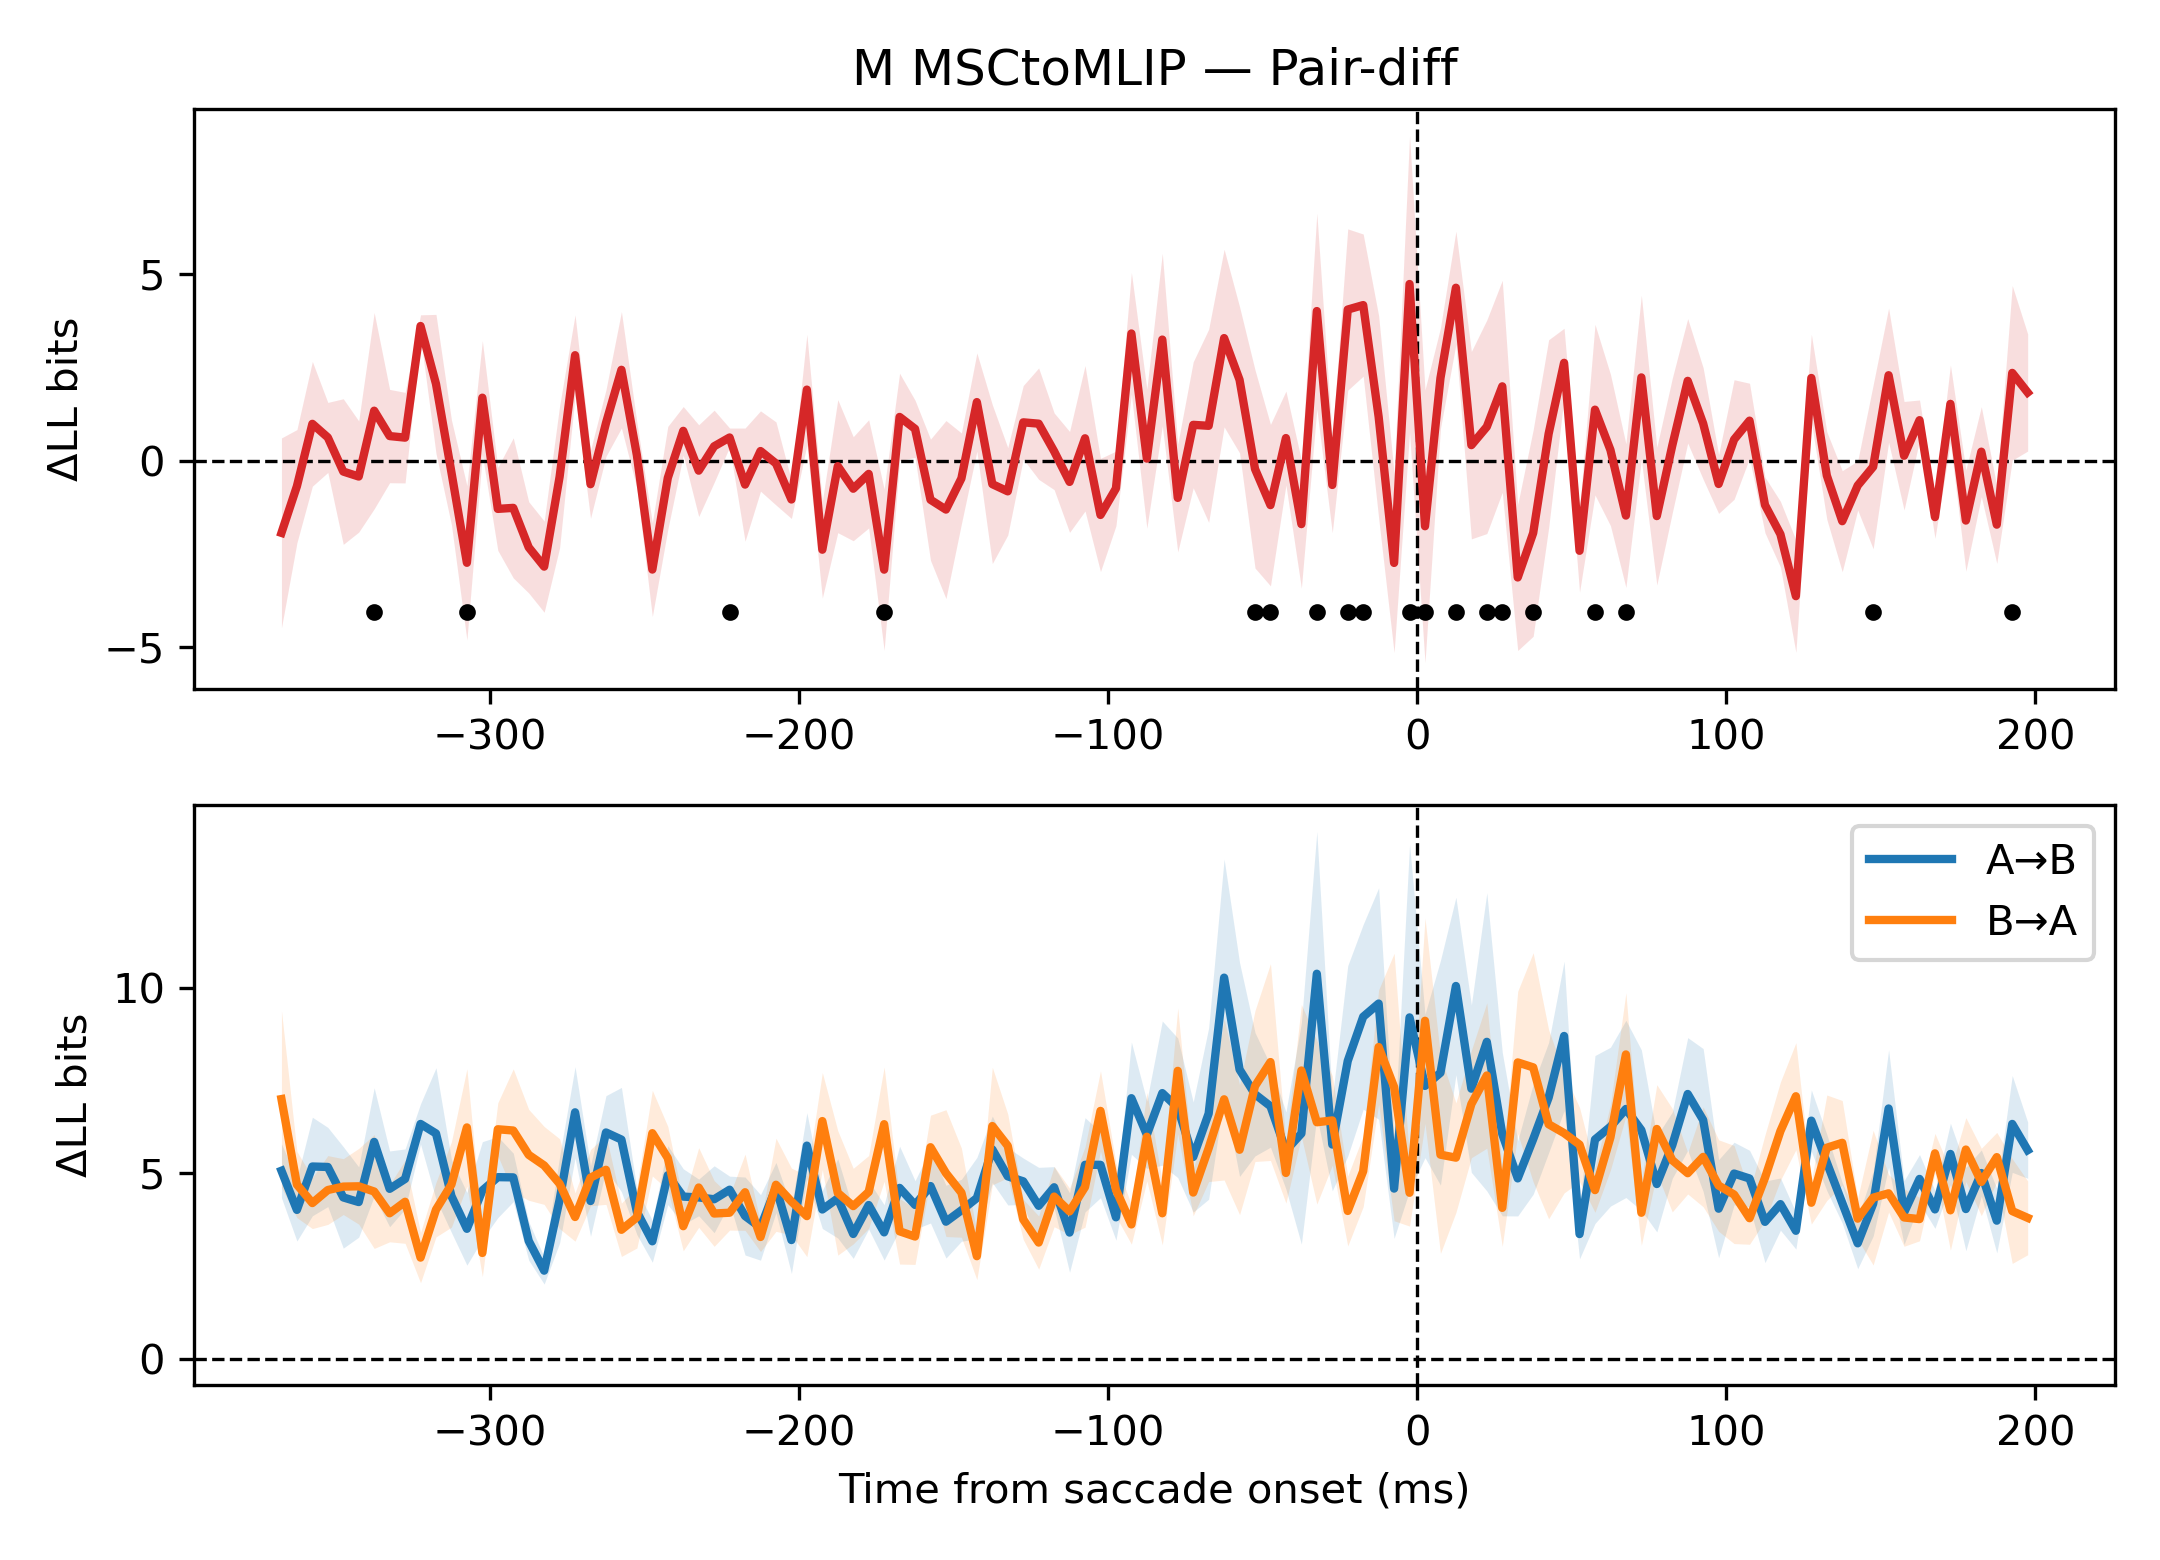 M MSCtoMLIP — Pair-diff
ΔLL bits
5
0
−5
−300 −200 −100 0 100 200
A→B
B→A
ΔLL bits
10
5
0
−300 −200 −100 0 100 200
Time from saccade onset (ms)